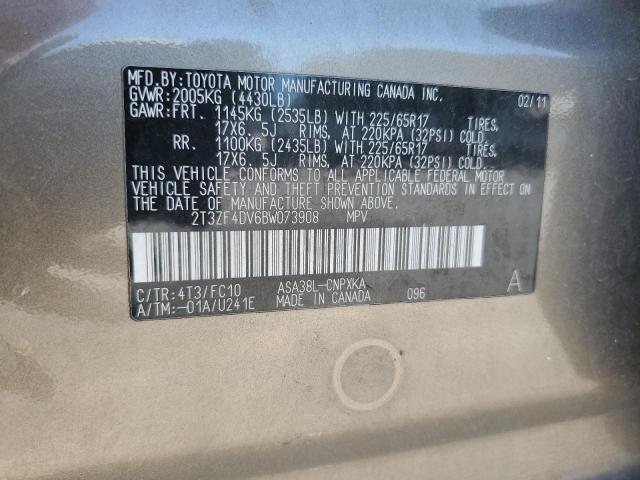 MFD.BY:TOYOTA MOTOR MANUFACTURING CANADA INC.
GVWR:2005KG (4430LB) 02/11
GAWR:FRT. 1145KG (2535LB) WITH 225/65R17 TIRES,
17X6. 5J RIMS, AT 220KPA (32PSI) COLD.
RR. 1100KG (2435LB) WITH 225/65R17 TIRES,
17X6. 5J RIMS, AT 220KPA (32PSI) COLD.
THIS VEHICLE CONFORMS TO ALL APPLICABLE FEDERAL MOTOR
VEHICLE SAFETY AND THEFT PREVENTION STANDARDS IN EFFECT ON
THE DATE OF MANUFACTURE SHOWN ABOVE.
2T3ZF4DV6BW073908 MPV
C/TR:4T3/FC10 ASA38L-CNPXKA
A/TM:-01A/U241E MADE IN CANADA 096 A